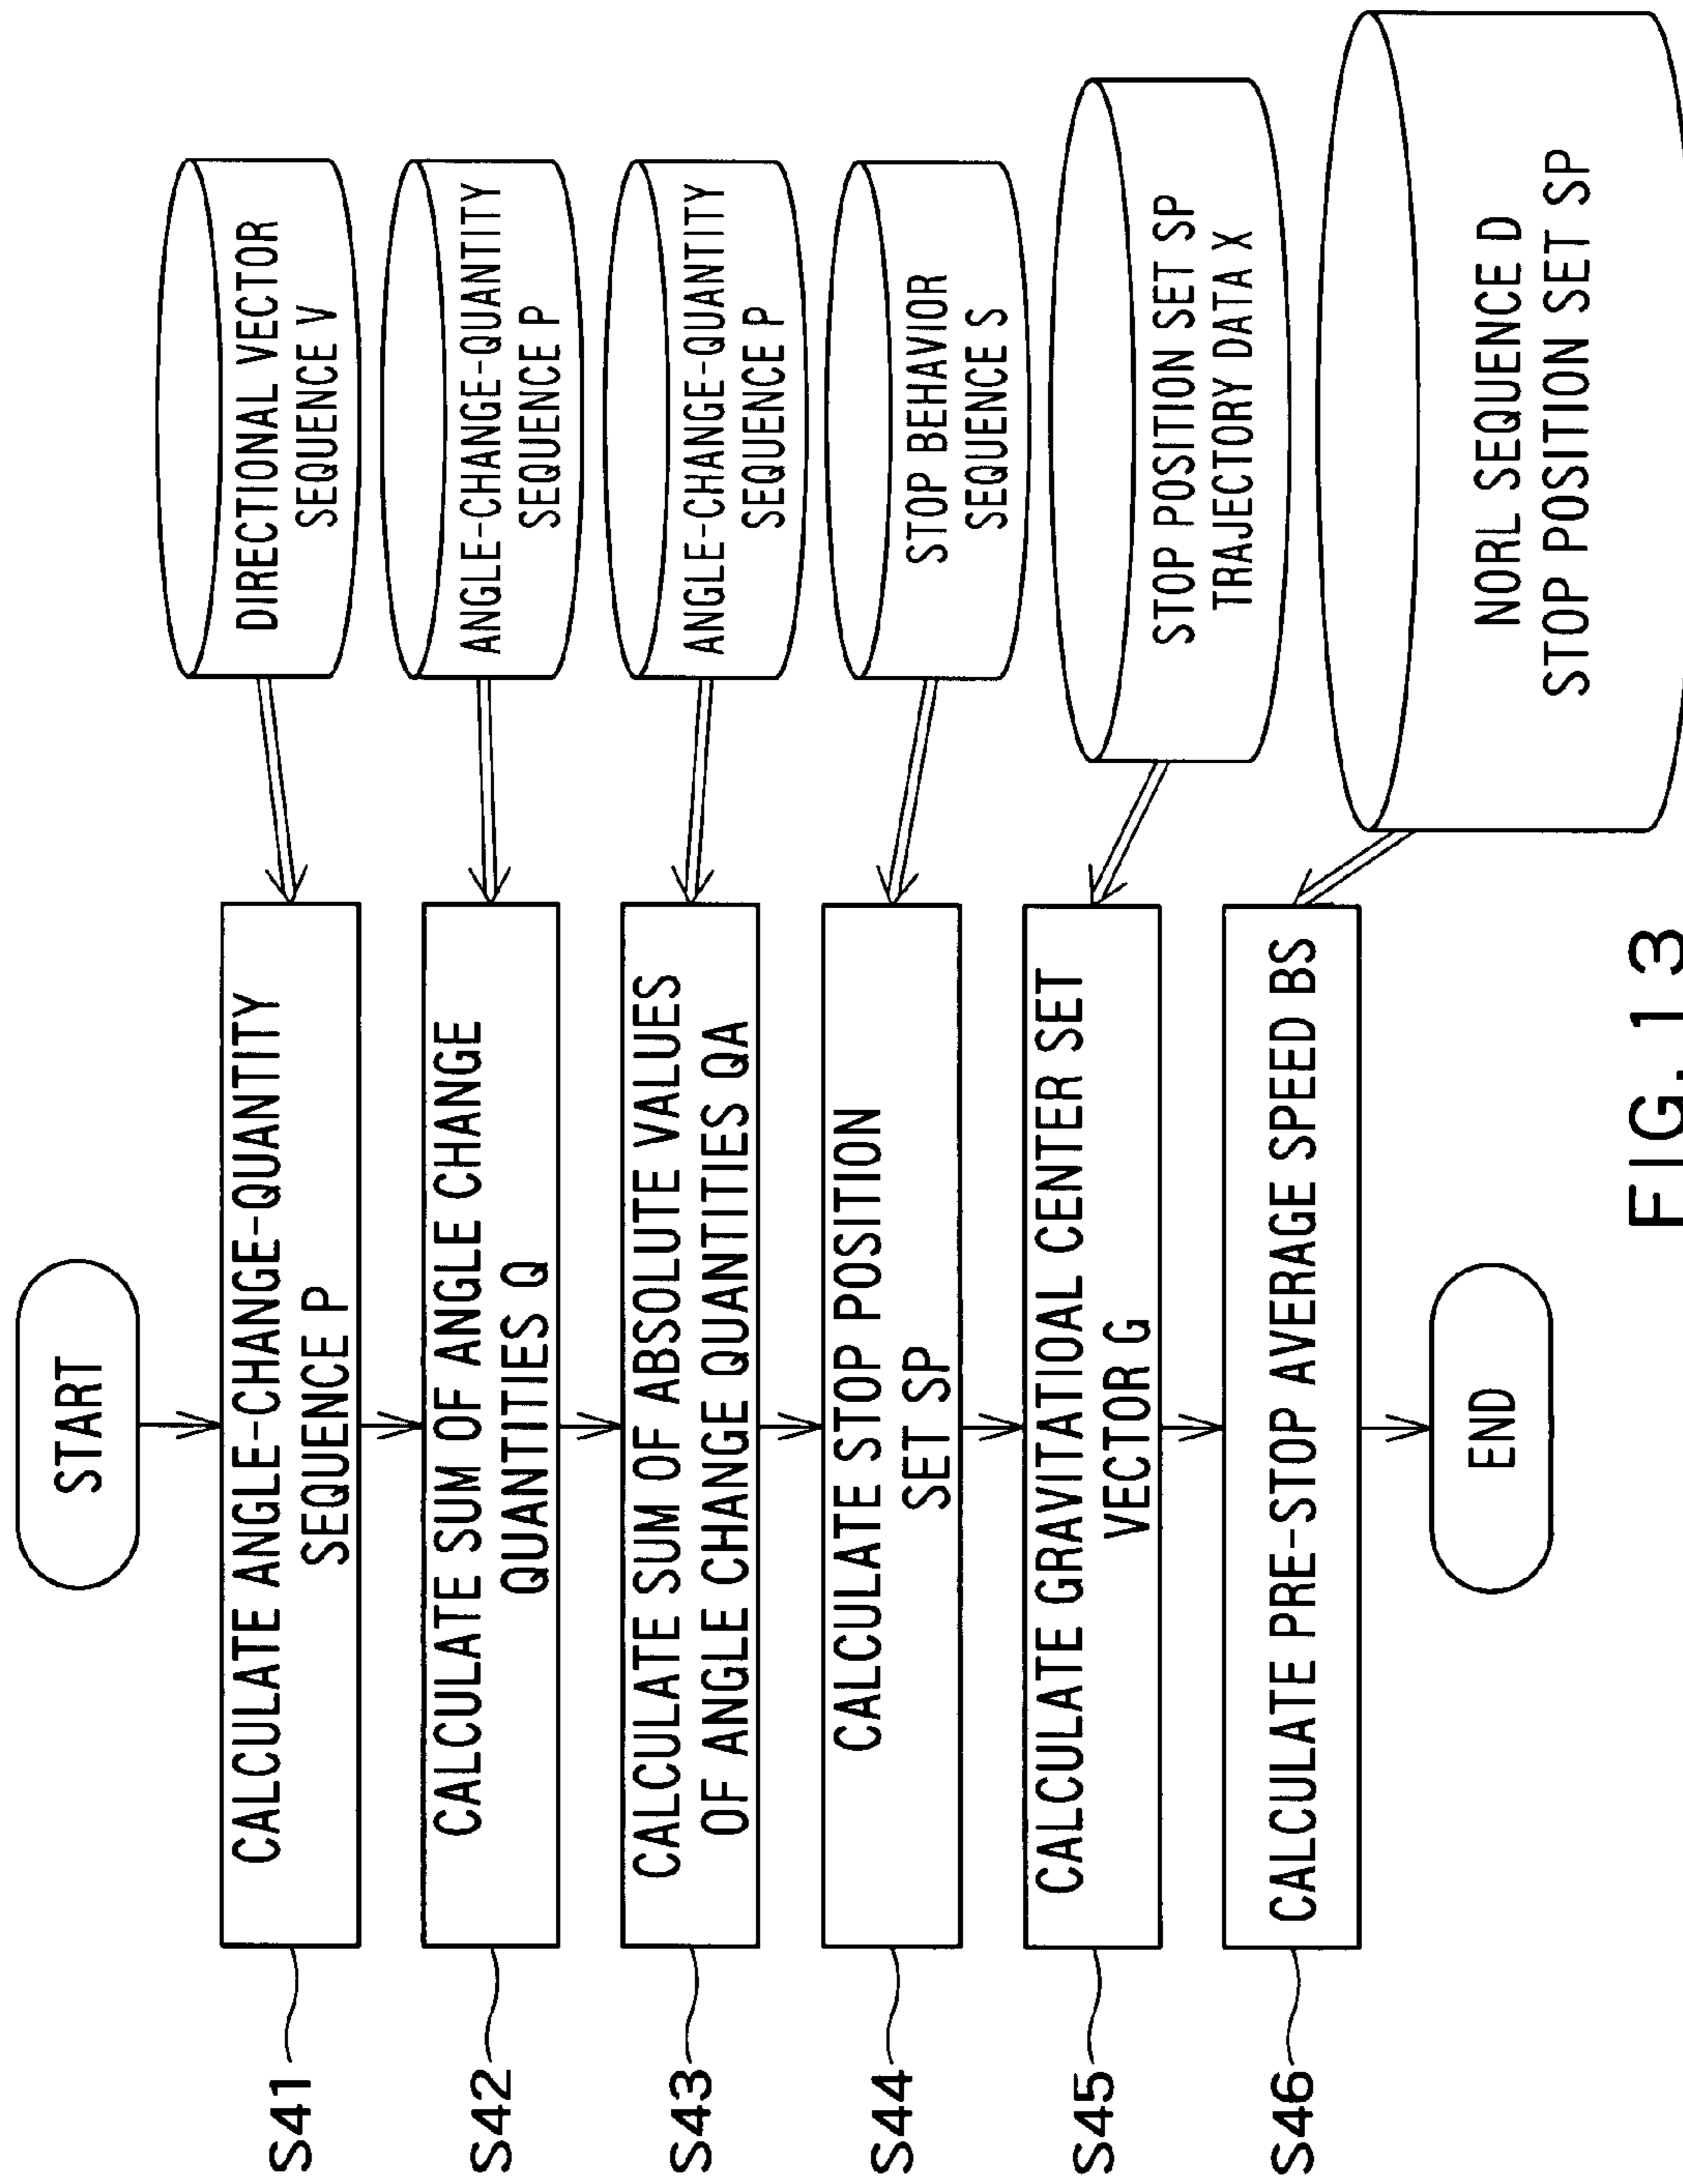 START
S41
CALCULATE ANGLE-CHANGE-QUANTITY
SEQUENCE P
DIRECTIONAL VECTOR
SEQUENCE V
S42
CALCULATE SUM OF ANGLE CHANGE
QUANTITIES Q
ANGLE-CHANGE-QUANTITY
SEQUENCE P
S43
CALCULATE SUM OF ABSOLUTE VALUES
OF ANGLE CHANGE QUANTITIES QA
ANGLE-CHANGE-QUANTITY
SEQUENCE P
S44
CALCULATE STOP POSITION
SET SP
STOP BEHAVIOR
SEQUENCE S
S45
CALCULATE GRAVITATIOAL CENTER SET
VECTOR G
STOP POSITION SET SP
TRAJECTORY DATA X
S46
CALCULATE PRE-STOP AVERAGE SPEED BS
NORL SEQUENCE D
STOP POSITION SET SP
END
FIG. 13